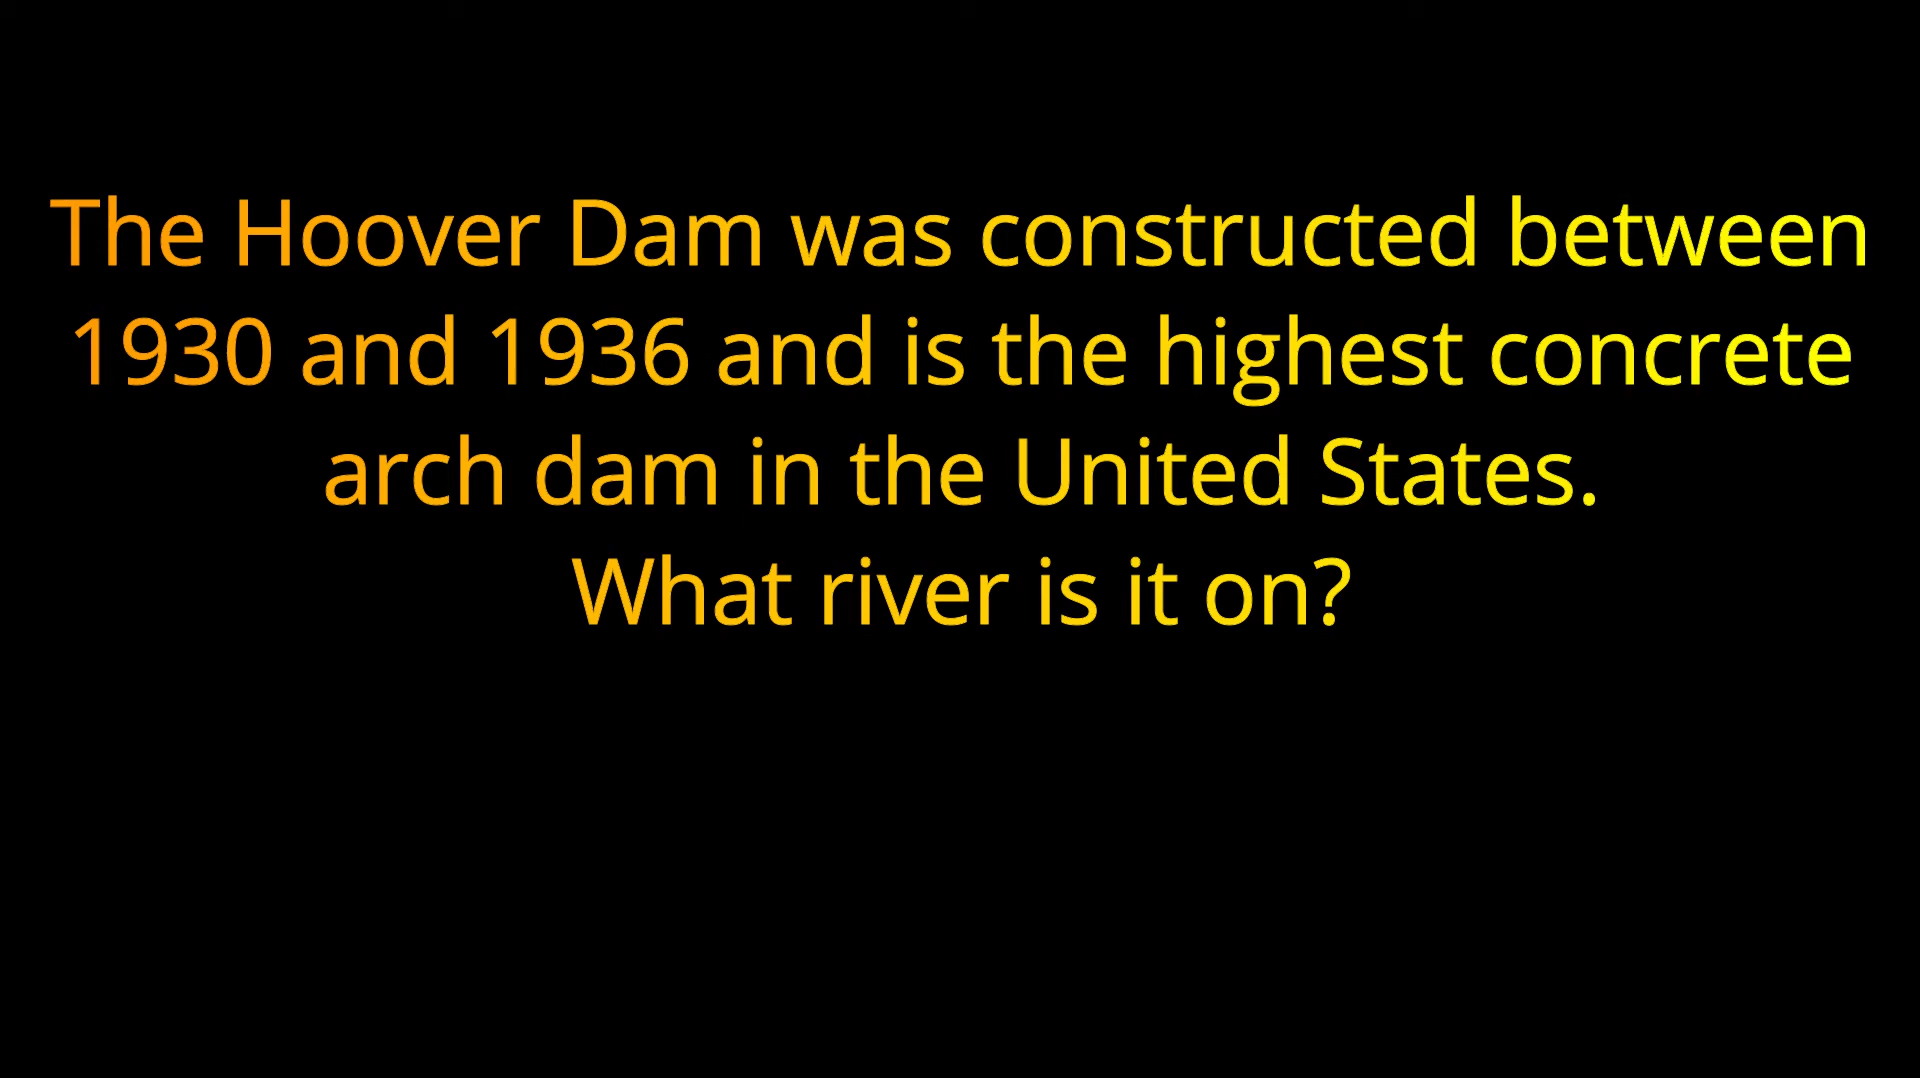 The Hoover Dam was constructed between
1930 and 1936 and is the highest concrete
arch dam in the United States.
What river is it on?